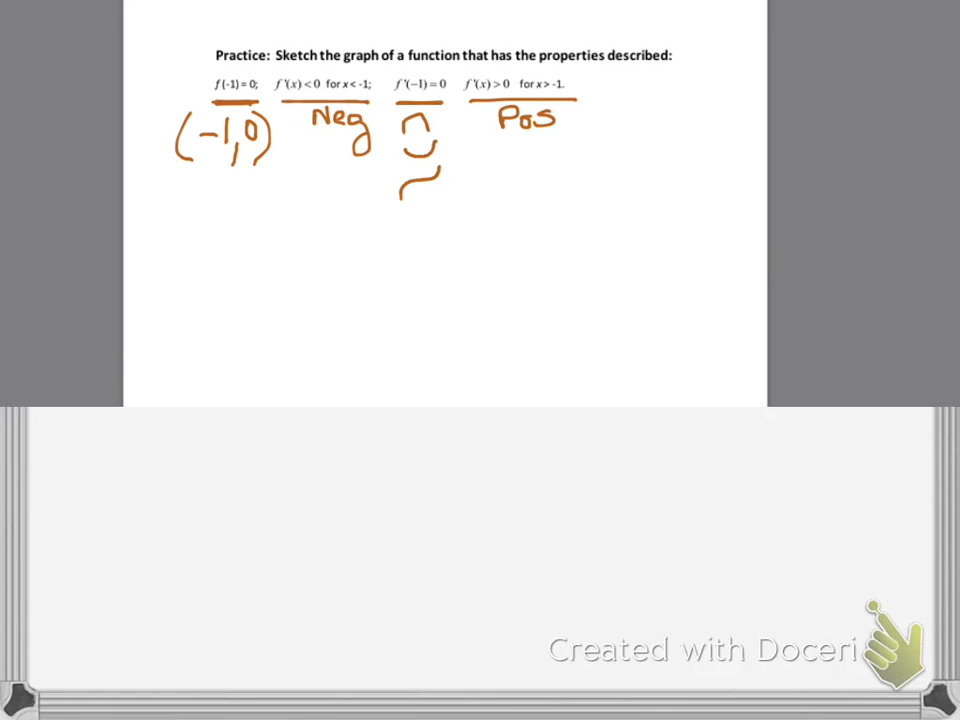 Practice: Sketch the graph of a function that has the properties described:
f (-1) = 0; f '(x) < 0 for x < -1; f '(−1) = 0 f '(x) > 0 for x > -1.
(-1,0) Neg Pos
Created with Doceri